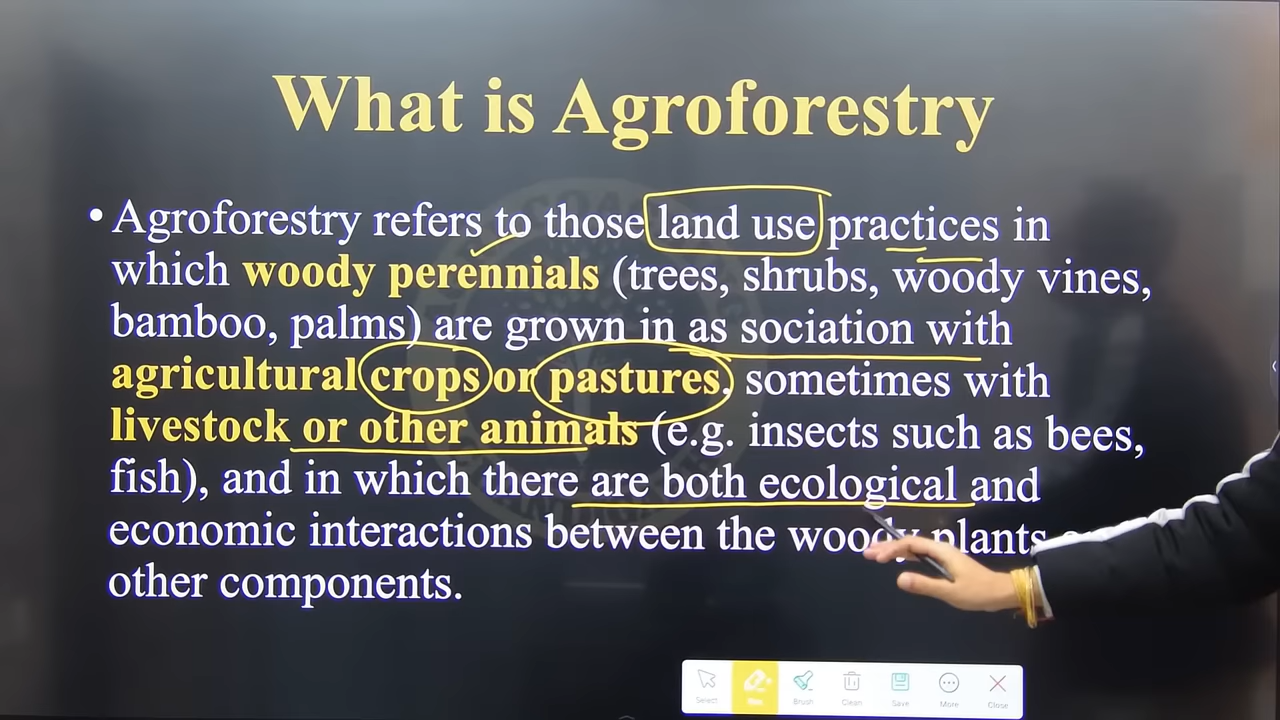 What is Agroforestry
• Agroforestry refers to those land use practices in
which woody perennials (trees, shrubs, woody vines,
bamboo, palms) are grown in as sociation with
agricultural crops or pastures, sometimes with
livestock or other animals (e.g. insects such as bees,
fish), and in which there are both ecological and
economic interactions between the woody plants
other components.
Select
Brush
Clean
Save
More
Close